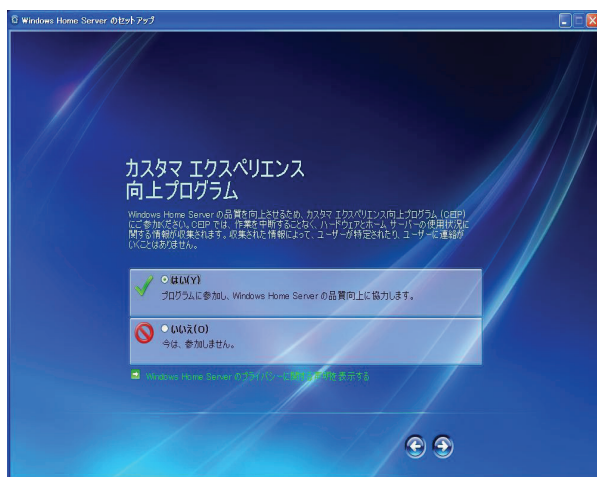 Windows Home Server のセットアップ
カスタマ エクスペリエンス
向上プログラム
Windows Home Server の品質を向上させるため、カスタマ エクスペリエンス向上プログラム (CEIP)
にご参加ください。CEIP では、作業を中断することなく、ハードウェアとホーム サーバーの使用状況に
関する情報が収集されます。収集された情報によって、ユーザーが特定されたり、ユーザーに連絡が
いくことはありません。
はい(Y)
プログラムに参加し、Windows Home Server の品質向上に協力します。
いいえ(O)
今は、参加しません。
Windows Home Server のプライバシーに関する声明を表示する